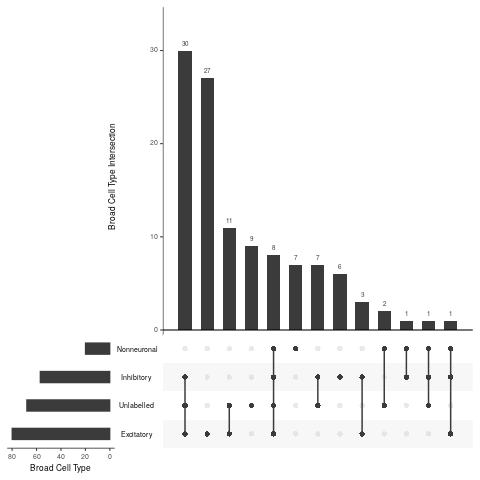 30
27
11
9
8
7
7
6
3
2
1
1
1
30
20
10
0
Broad Cell Type Intersection
Nonneuronal
Inhibitory
Unlabelled
Excitatory
80 60 40 20 0
Broad Cell Type